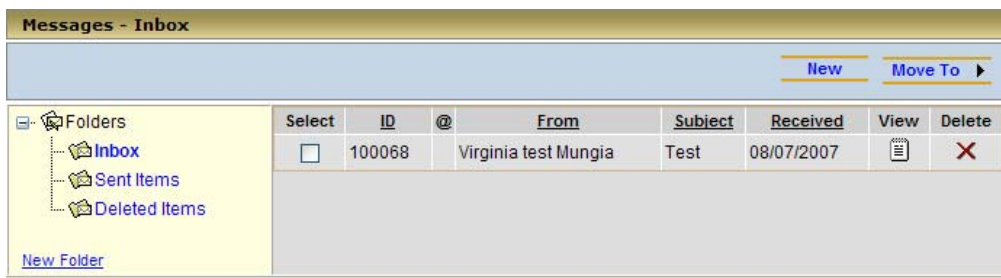 Messages - Inbox
New Move To
Folders
Inbox
Sent Items
Deleted Items
New Folder
Select ID @ From Subject Received View Delete
100068 Virginia test Mungia Test 08/07/2007